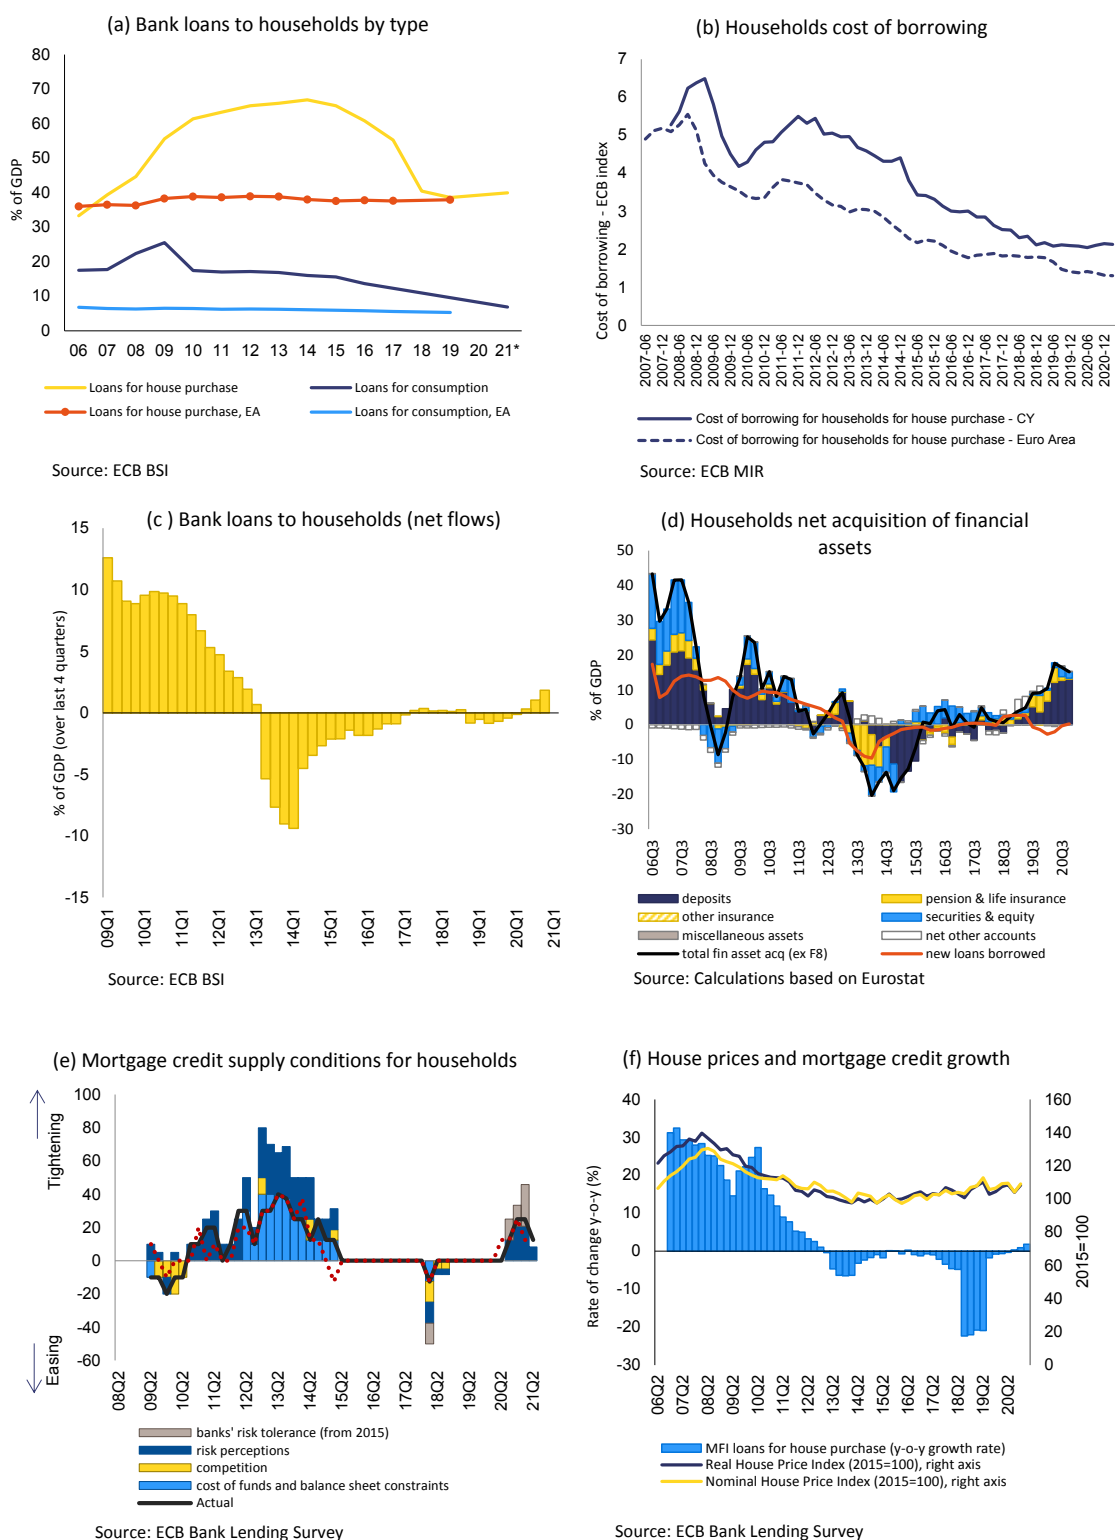 (a) Bank loans to households by type
% of GDP
80
70
60
50
40
30
20
10
0
06 07 08 09 10 11 12 13 14 15 16 17 18 19 20 21*
Loans for house purchase
Loans for consumption
Loans for house purchase, EA
Loans for consumption, EA
Source: ECB BSI
(b) Households cost of borrowing
Cost of borrowing - ECB index
7
6
5
4
3
2
1
0
2007-06
2007-12
2008-06
2008-12
2009-06
2009-12
2010-06
2010-12
2011-06
2011-12
2012-06
2012-12
2013-06
2013-12
2014-06
2014-12
2015-06
2015-12
2016-06
2016-12
2017-06
2017-12
2018-06
2018-12
2019-06
2019-12
2020-06
2020-12
Cost of borrowing for households for house purchase - CY
Cost of borrowing for households for house purchase - Euro Area
Source: ECB MIR
(c ) Bank loans to households (net flows)
% of GDP (over last 4 quarters)
15
10
5
0
-5
-10
-15
09Q1
10Q1
11Q1
12Q1
13Q1
14Q1
15Q1
16Q1
17Q1
18Q1
19Q1
20Q1
21Q1
Source: ECB BSI
(d) Households net acquisition of financial
assets
% of GDP
50
40
30
20
10
0
-10
-20
-30
06Q3
07Q3
08Q3
09Q3
10Q3
11Q3
12Q3
13Q3
14Q3
15Q3
16Q3
17Q3
18Q3
19Q3
20Q3
deposits
pension & life insurance
other insurance
securities & equity
miscellaneous assets
net other accounts
total fin asset acq (ex F8)
new loans borrowed
Source: Calculations based on Eurostat
(e) Mortgage credit supply conditions for households
Tightening
Easing
100
80
60
40
20
0
-20
-40
-60
08Q2
09Q2
10Q2
11Q2
12Q2
13Q2
14Q2
15Q2
16Q2
17Q2
18Q2
19Q2
20Q2
21Q2
banks' risk tolerance (from 2015)
risk perceptions
competition
cost of funds and balance sheet constraints
Actual
Source: ECB Bank Lending Survey
(f) House prices and mortgage credit growth
Rate of change y-o-y (%)
40
30
20
10
0
-10
-20
-30
160
140
120
100
80
60
40
20
0
2015=100
06Q2
07Q2
08Q2
09Q2
10Q2
11Q2
12Q2
13Q2
14Q2
15Q2
16Q2
17Q2
18Q2
19Q2
20Q2
MFI loans for house purchase (y-o-y growth rate)
Real House Price Index (2015=100), right axis
Nominal House Price Index (2015=100), right axis
Source: ECB Bank Lending Survey